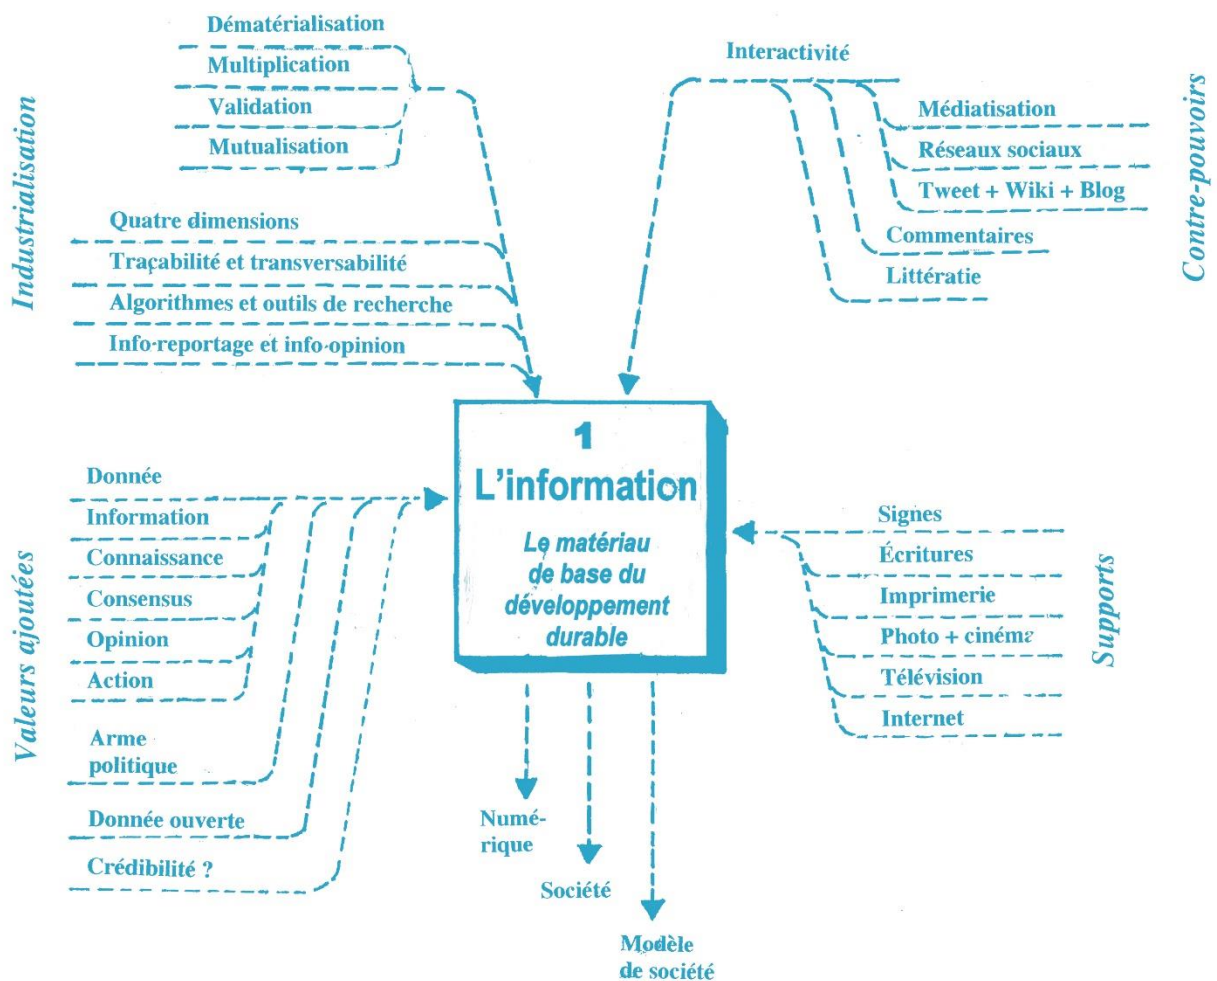 Industrialisation
Dématérialisation
Multiplication
Validation
Mutualisation
Quatre dimensions
Traçabilité et transversabilité
Algorithmes et outils de recherche
Info-reportage et info-opinion
Interactivité
Médiatisation
Réseaux sociaux
Tweet + Wiki + Blog
Commentaires
Littératie
Contre-pouvoirs
1
L'information
Le matériau
de base du
développement
durable
Valeurs ajoutées
Donnée
Information
Connaissance
Consensus
Opinion
Action
Arme
politique
Donnée ouverte
Crédibilité ?
Signes
Écritures
Imprimerie
Photo + cinéma
Télévision
Internet
Supports
Numé-
rique
Société
Modèle
de société